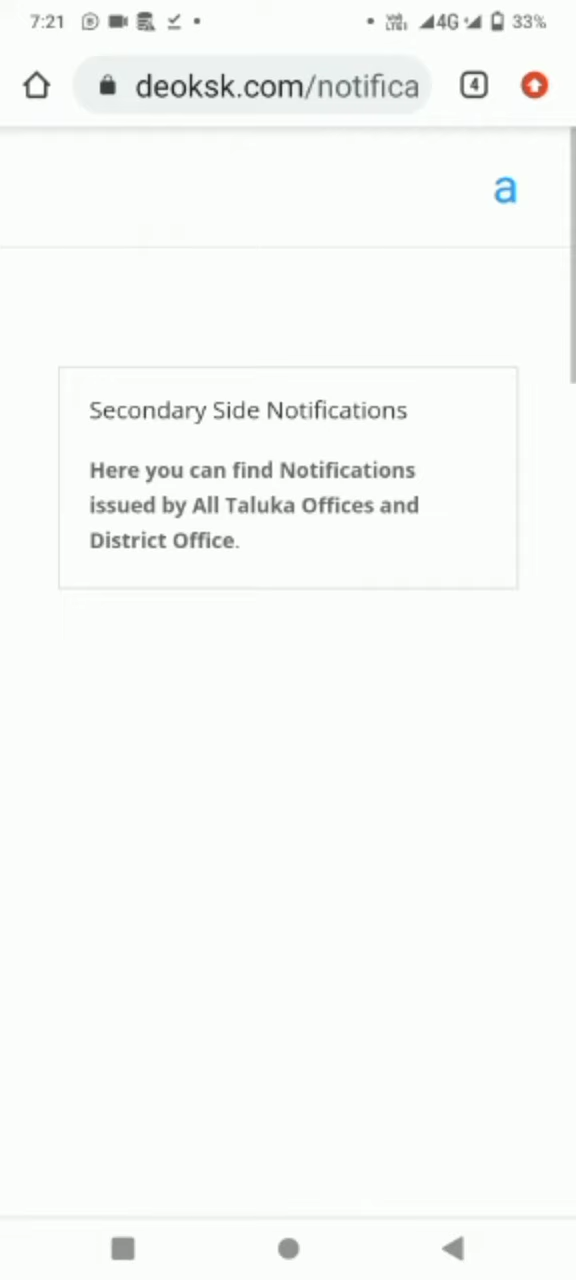 7:21 4G 33%
deoksk.com/notifica 4
a
Secondary Side Notifications
Here you can find Notifications
issued by All Taluka Offices and
District Office.